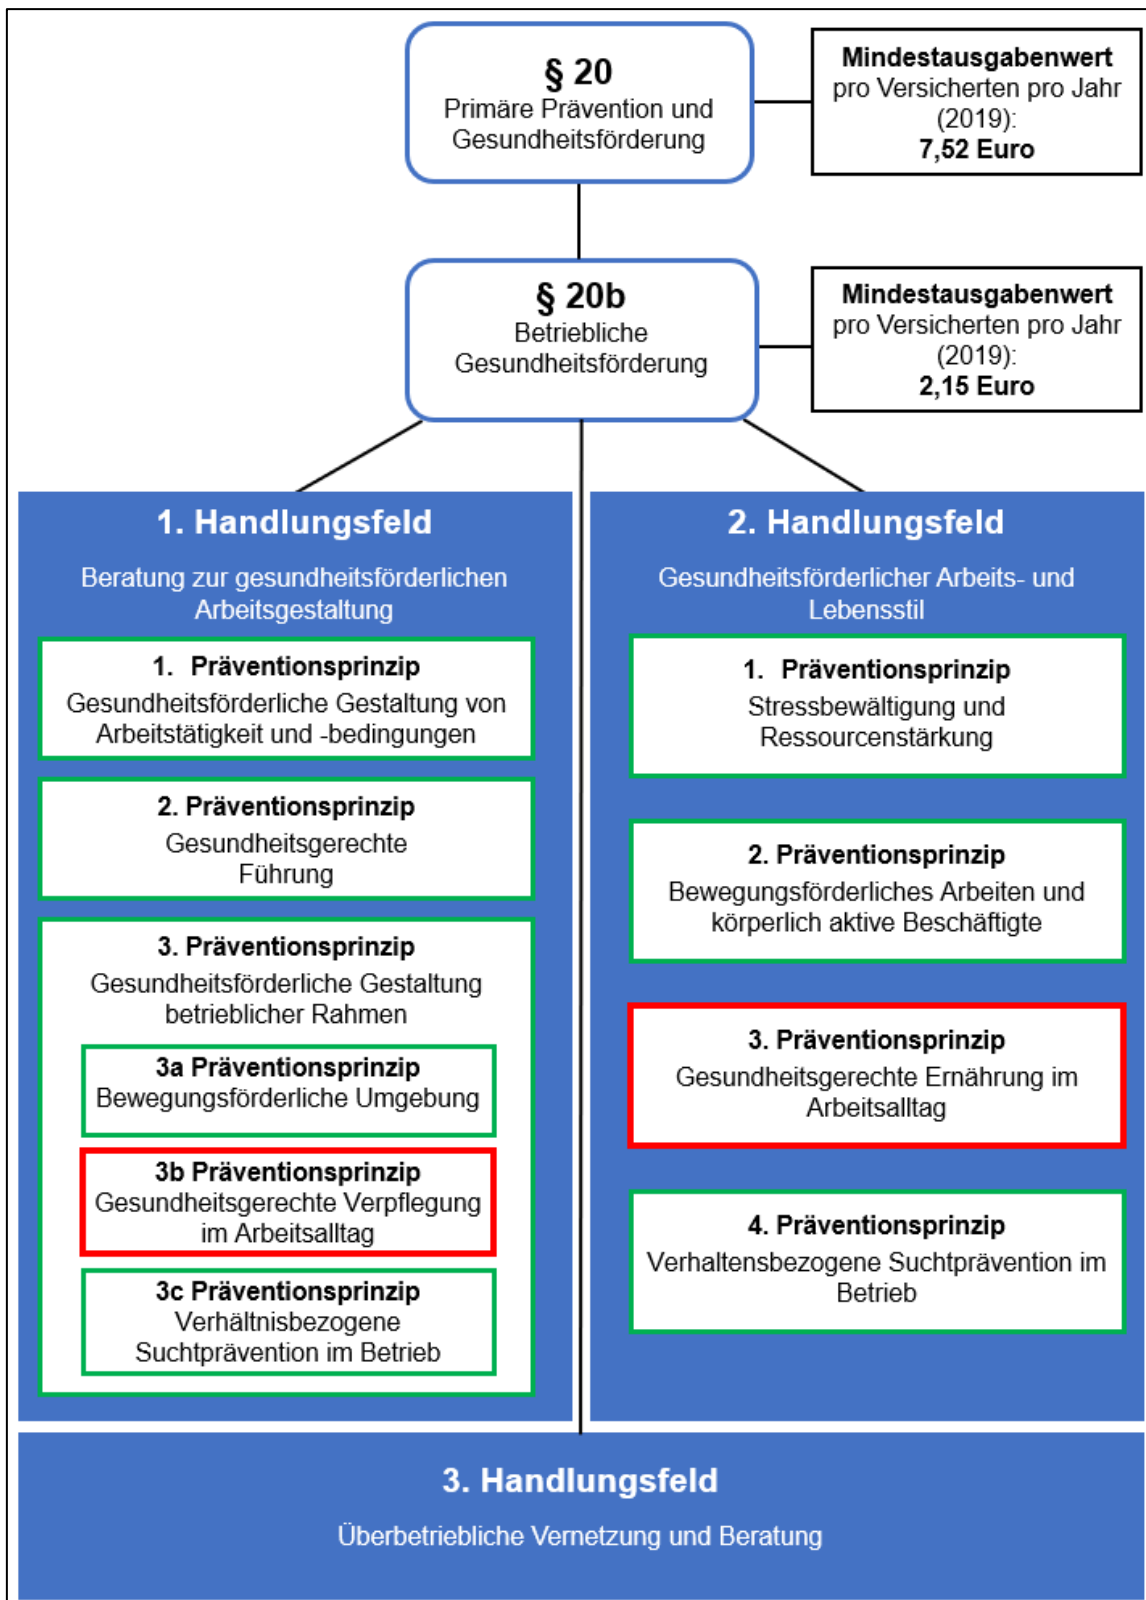 § 20
Primäre Prävention und
Gesundheitsförderung
Mindestausgabenwert
pro Versicherten pro Jahr
(2019):
7,52 Euro
§ 20b
Betriebliche
Gesundheitsförderung
Mindestausgabenwert
pro Versicherten pro Jahr
(2019):
2,15 Euro
1. Handlungsfeld
Beratung zur gesundheitsförderlichen
Arbeitsgestaltung
1. Präventionsprinzip
Gesundheitsförderliche Gestaltung von
Arbeitstätigkeit und -bedingungen
2. Präventionsprinzip
Gesundheitsgerechte
Führung
3. Präventionsprinzip
Gesundheitsförderliche Gestaltung
betrieblicher Rahmen
3a Präventionsprinzip
Bewegungsförderliche Umgebung
3b Präventionsprinzip
Gesundheitsgerechte Verpflegung
im Arbeitsalltag
3c Präventionsprinzip
Verhältnisbezogene
Suchtprävention im Betrieb
2. Handlungsfeld
Gesundheitsförderlicher Arbeits- und
Lebensstil
1. Präventionsprinzip
Stressbewältigung und
Ressourcenstärkung
2. Präventionsprinzip
Bewegungsförderliches Arbeiten und
körperlich aktive Beschäftigte
3. Präventionsprinzip
Gesundheitsgerechte Ernährung im
Arbeitsalltag
4. Präventionsprinzip
Verhaltensbezogene Suchtprävention im
Betrieb
3. Handlungsfeld
Überbetriebliche Vernetzung und Beratung